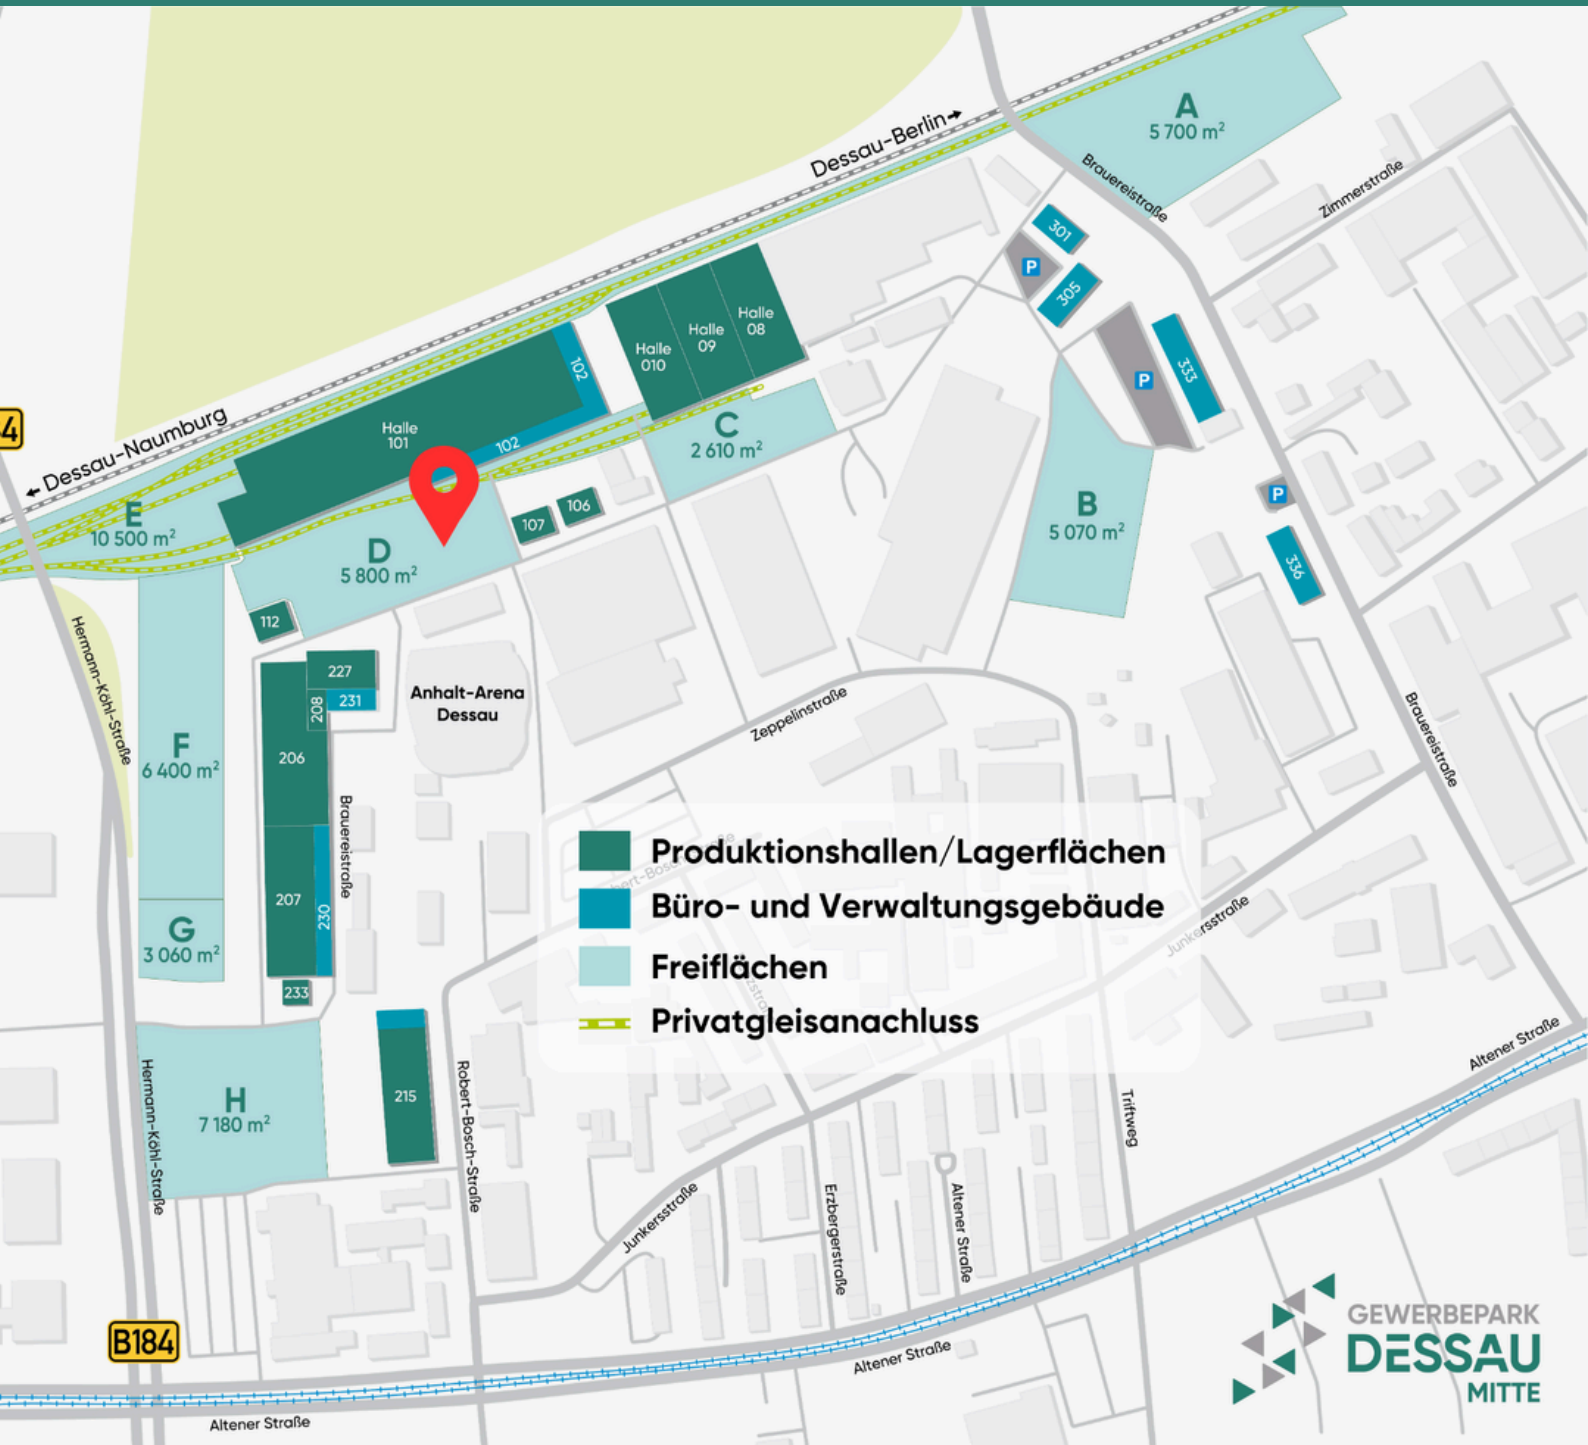 A
5 700 m²
Dessau-Berlin→
Brauereistraße
Zimmerstraße
301
P
305
Halle
08
Halle
09
Halle
010
102
333
P
4
←Dessau-Naumburg
Halle
101
102
C
2 610 m²
P
E
10 500 m²
107
106
B
5 070 m²
D
5 800 m²
336
112
Hermann-Köhl-Straße
227
208
231
Anhalt-Arena
Dessau
Zeppelinstraße
Brauereistraße
F
6 400 m²
206
Brauereistraße
Produktionshallen/Lagerflächen
207
230
Büro- und Verwaltungsgebäude
Junkersstraße
G
3 060 m²
Freiflächen
233
Privatgleisanachluss
Altener Straße
H
7 180 m²
215
Hermann-Köhl-Straße
Robert-Bosch-Straße
Triftweg
Junkersstraße
Erzbergerstraße
Altener Straße
B184
GEWERBEPARK
DESSAU
MITTE
Altener Straße
Altener Straße